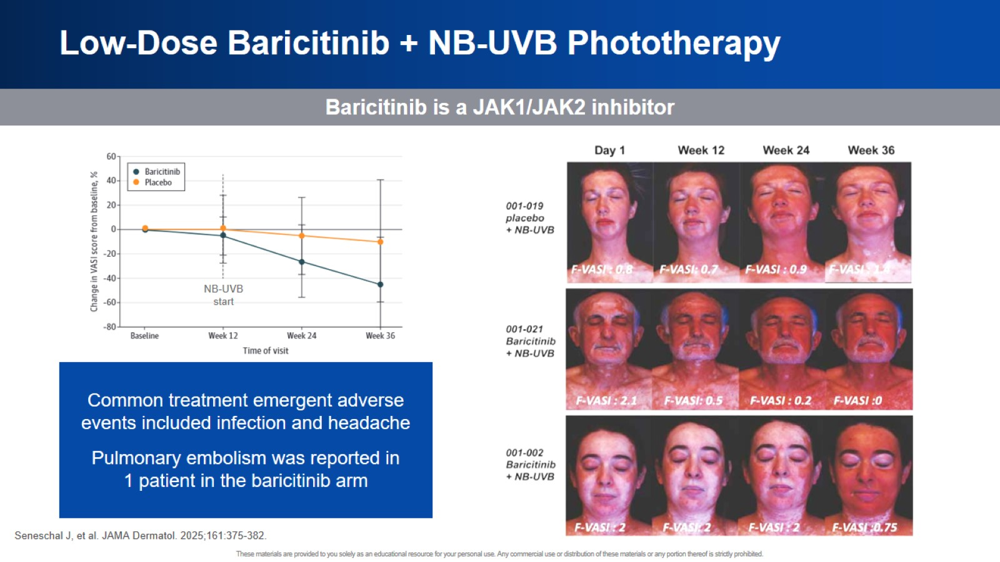 Low-Dose Baricitinib + NB-UVB Phototherapy
Baricitinib is a JAK1/JAK2 inhibitor
Change in VASI score from baseline, %
60
40
20
0
-20
-40
-60
-80
Baricitinib
Placebo
NB-UVB
start
Baseline
Week 12
Week 24
Week 36
Time of visit
Common treatment emergent adverse
events included infection and headache
Pulmonary embolism was reported in
1 patient in the baricitinib arm
Day 1
Week 12
Week 24
Week 36
001-019
placebo
+ NB-UVB
F-VASI : 0.8
F-VASI: 0.7
F-VASI : 0.9
F-VASI : 1.4
001-021
Baricitinib
+ NB-UVB
F-VASI : 2.1
F-VASI: 0.5
F-VASI : 0.2
F-VASI :0
001-002
Baricitinib
+ NB-UVB
F-VASI : 2
F-VASI: 2
F-VASI : 2
F-VASI :0.75
Seneschal J, et al. JAMA Dermatol. 2025;161:375-382.
These materials are provided to you solely as an educational resource for your personal use. Any commercial use or distribution of these materials or any portion thereof is strictly prohibited.